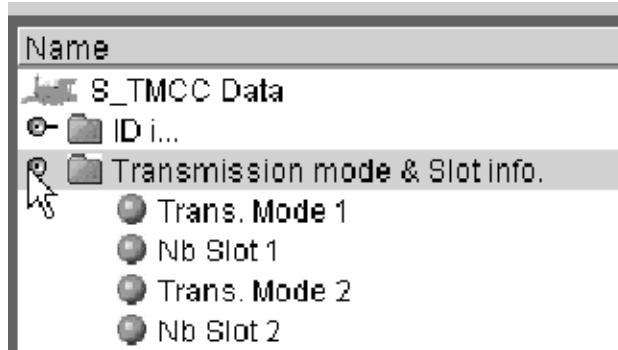 Name
S_TMCC Data
ID i...
Transmission mode & Slot info.
Trans. Mode 1
Nb Slot 1
Trans. Mode 2
Nb Slot 2